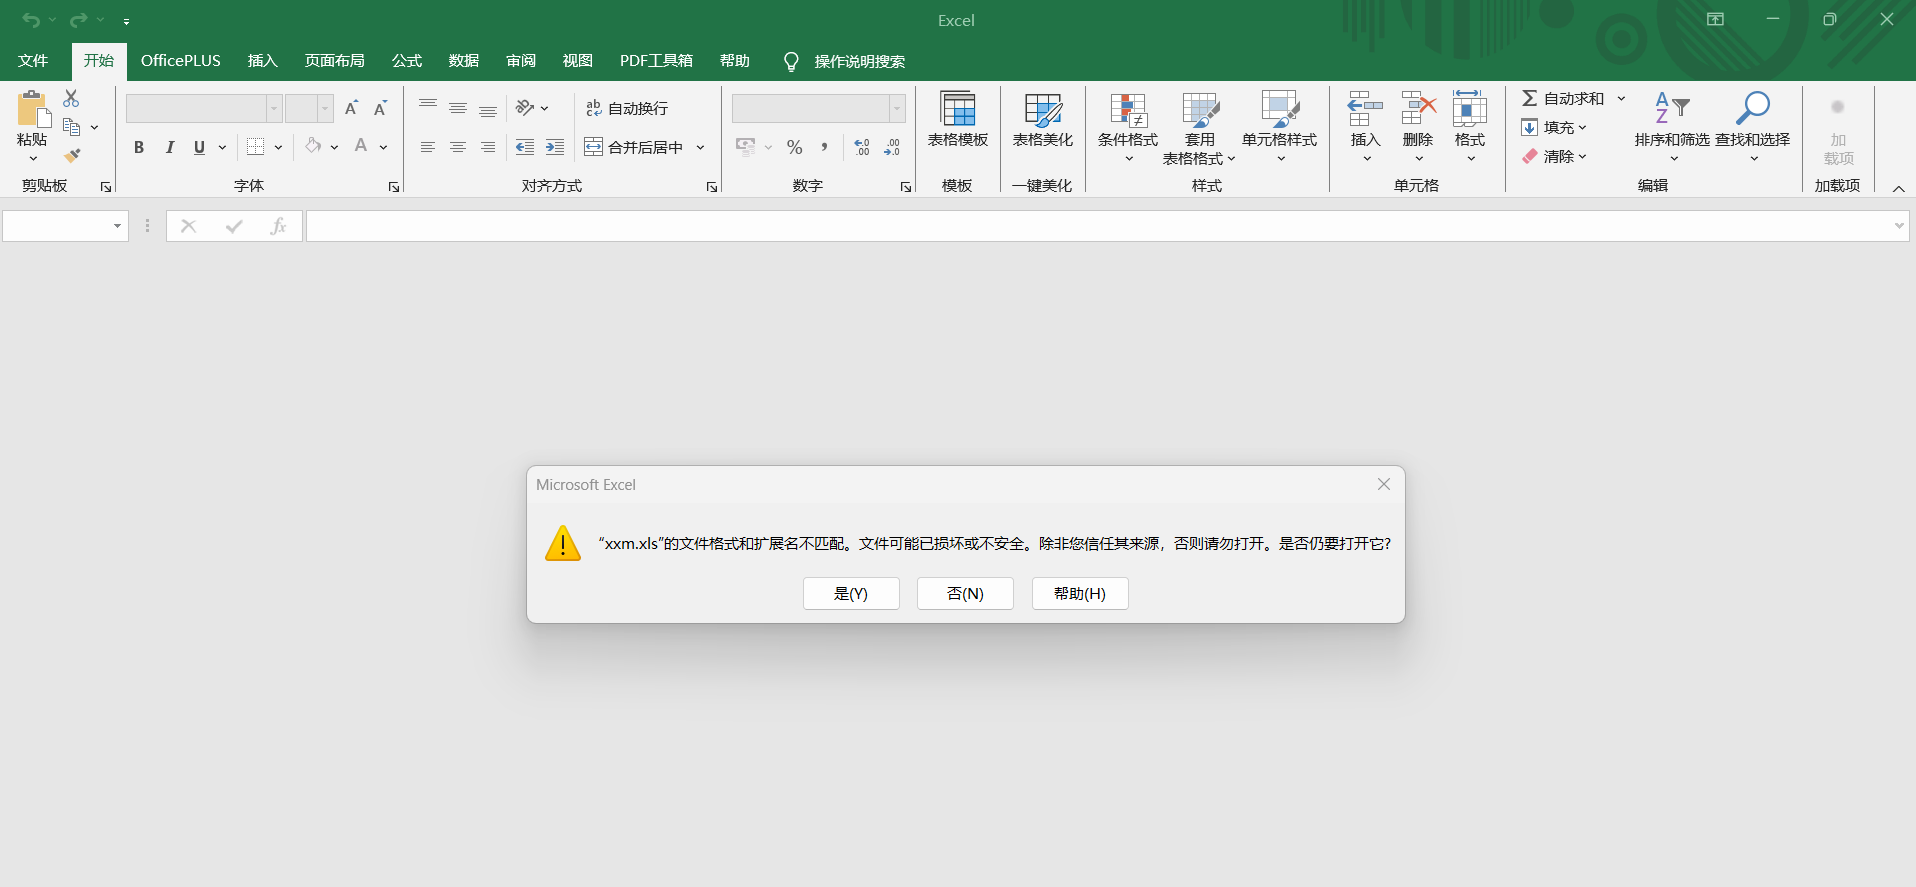 Excel
文件 开始 OfficePLUS 插入 页面布局 公式 数据 审阅 视图 PDF工具箱 帮助 操作说明搜索
粘贴
剪贴板
A A
B I U A
字体
ab c 自动换行
合并后居中
对齐方式
% , .0 .00 .00 .0
数字
表格模板
模板
表格美化
一键美化
条件格式 套用 表格格式 单元格样式
样式
插入 删除 格式
单元格
Σ 自动求和
填充
清除
A Z 排序和筛选 查找和选择
编辑
加 载项
加载项
fx
Microsoft Excel
“xxm.xls”的文件格式和扩展名不匹配。文件可能已损坏或不安全。除非您信任其来源，否则请勿打开。是否仍要打开它?
是(Y) 否(N) 帮助(H)